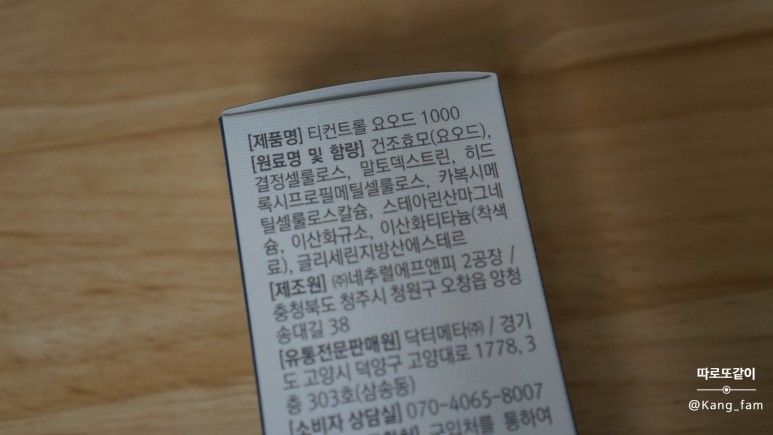 [제품명] 티컨트롤 요오드 1000
[원료명 및 함량] 건조효모(요오드),
결정셀룰로스, 말토덱스트린, 히드
록시프로필메틸셀룰로스, 카복시메
틸셀룰로스칼슘, 스테아린산마그네
슘, 이산화규소, 이산화티타늄(착색
료), 글리세린지방산에스테르
[제조원] ㈜네추럴에프앤피 2공장 /
충청북도 청주시 청원구 오창읍 양청
송대길 38
[유통전문판매원] 닥터메타㈜ / 경기
도 고양시 덕양구 고양대로 1778, 3
층 303호(삼송동)
[소비자 상담실] 070-4065-8007
구입처를 통하여
따로또같이
@Kang_fam